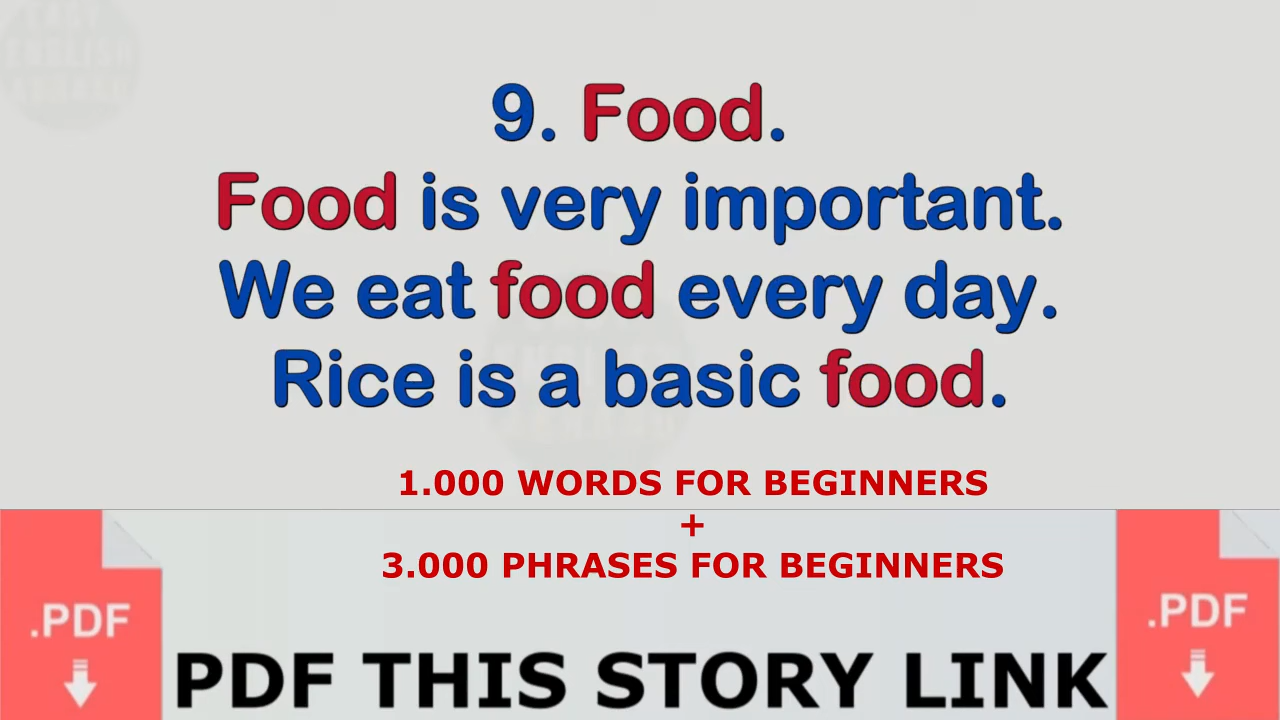 9. Food.
Food is very important.
We eat food every day.
Rice is a basic food.
1.000 WORDS FOR BEGINNERS
+
3.000 PHRASES FOR BEGINNERS
.PDF
.PDF
PDF THIS STORY LINK